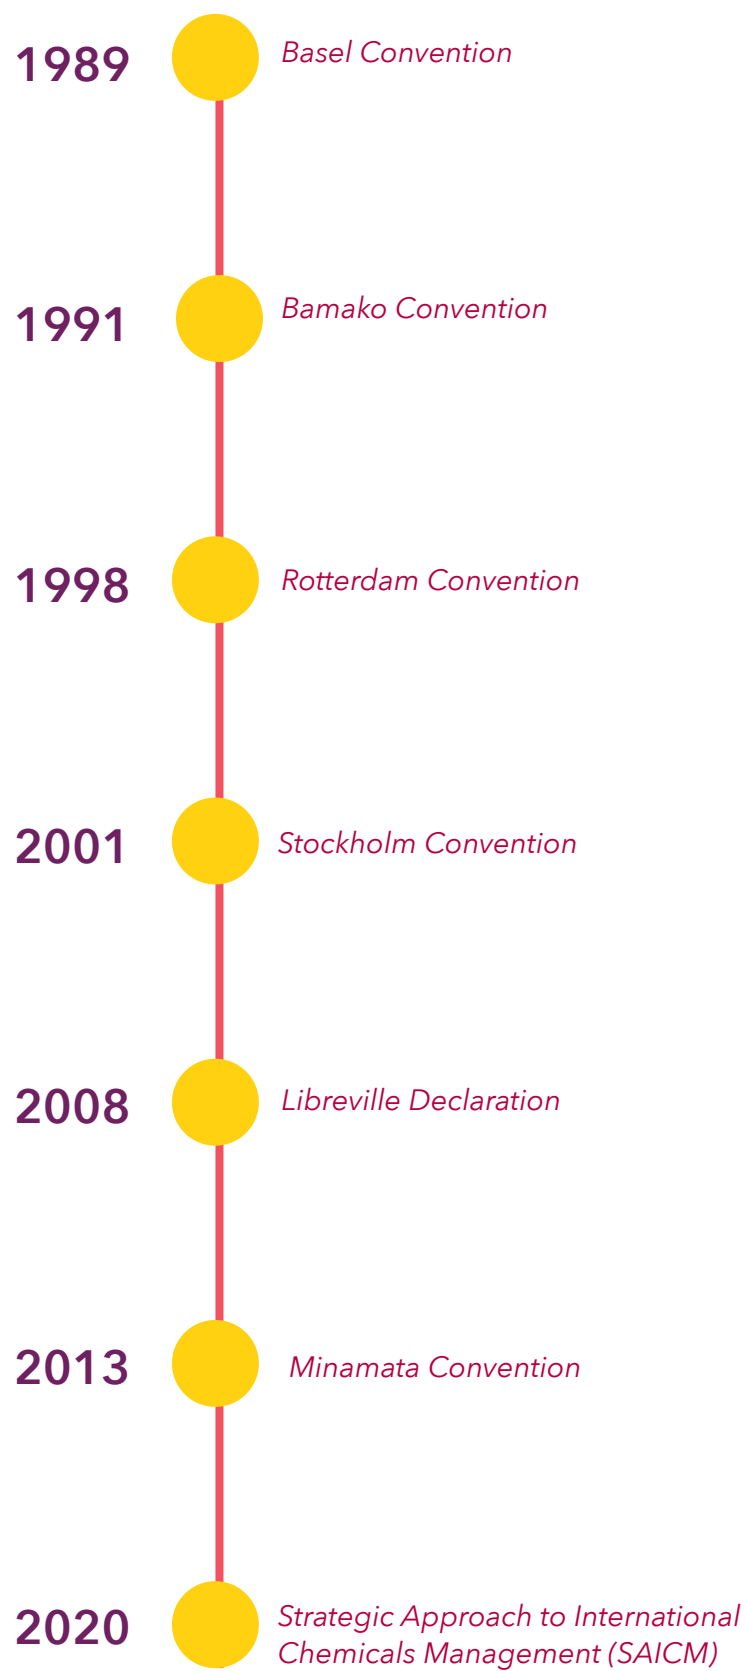 1989 Basel Convention
1991 Bamako Convention
1998 Rotterdam Convention
2001 Stockholm Convention
2008 Libreville Declaration
2013 Minamata Convention
2020 Strategic Approach to International
Chemicals Management (SAICM)